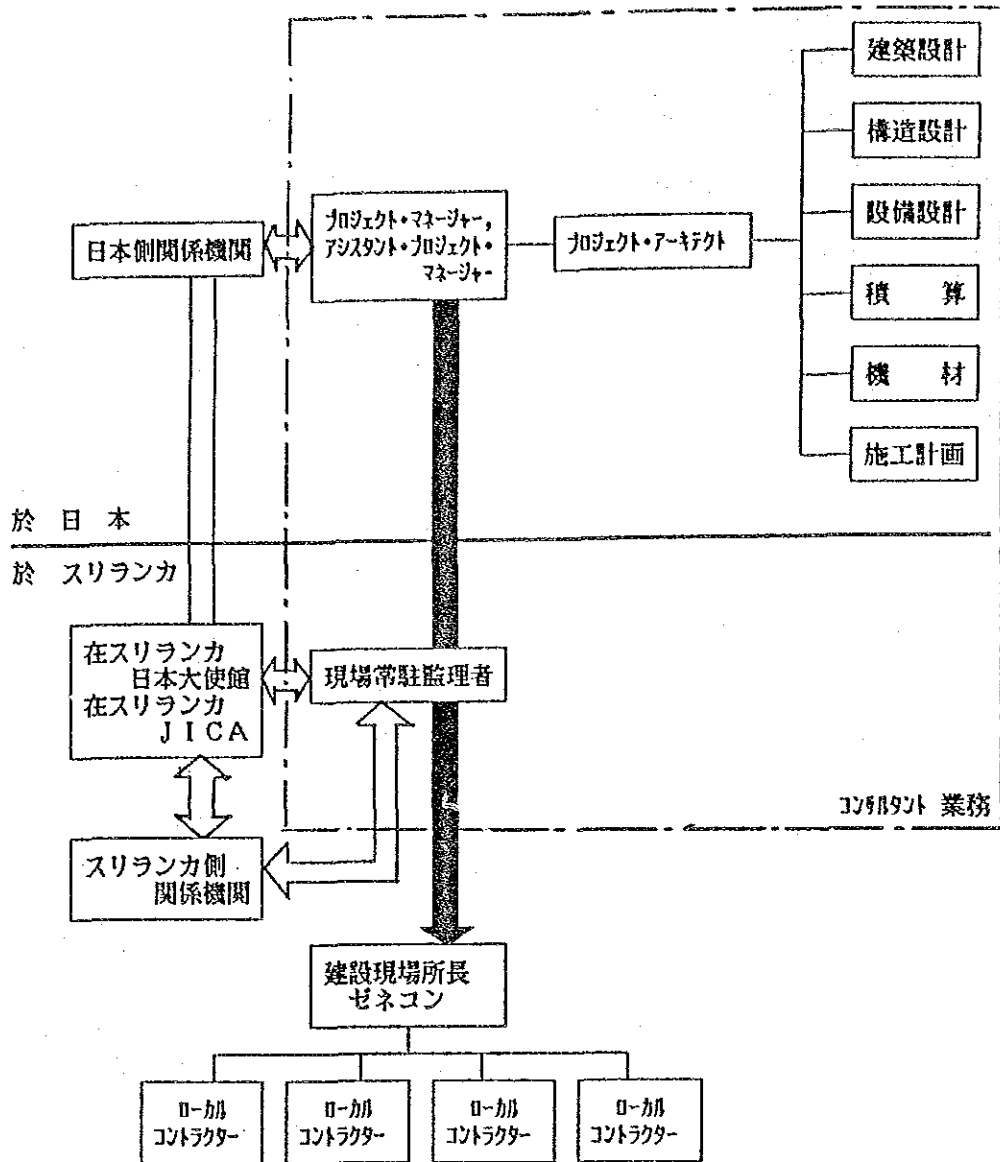 建築設計
構造設計
設備設計
積　算
機　材
施工計画
日本側関係機関
プロジェクト・マネージャー,
アシスタント・プロジェクト・
マネージャー
プロジェクト・アーキテクト
於 日 本
於 スリランカ
在スリランカ
日本大使館
在スリランカ
ＪＩＣＡ
現場常駐監理者
コンサルタント 業務
スリランカ側
関係機関
建設現場所長
ゼネコン
ローカル
コントラクター
ローカル
コントラクター
ローカル
コントラクター
ローカル
コントラクター